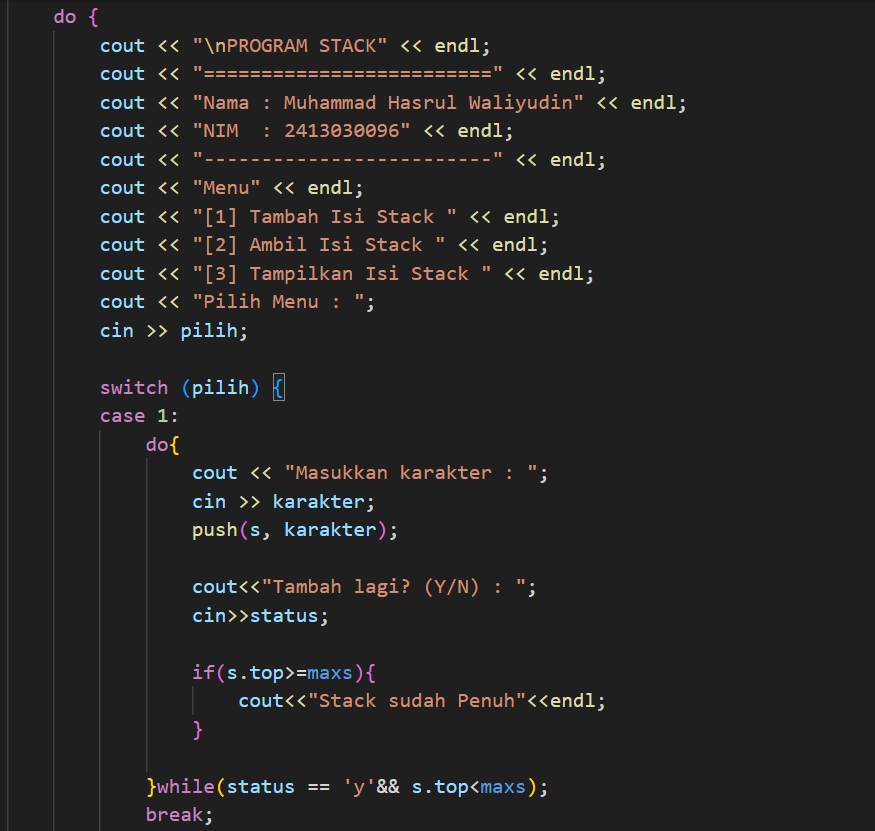 do {
    cout << "\nPROGRAM STACK" << endl;
    cout << "=========================" << endl;
    cout << "Nama : Muhammad Hasrul Waliyudin" << endl;
    cout << "NIM  : 2413030096" << endl;
    cout << "-------------------------" << endl;
    cout << "Menu" << endl;
    cout << "[1] Tambah Isi Stack " << endl;
    cout << "[2] Ambil Isi Stack " << endl;
    cout << "[3] Tampilkan Isi Stack " << endl;
    cout << "Pilih Menu : ";
    cin >> pilih;

    switch (pilih) {
    case 1:
        do{
            cout << "Masukkan karakter : ";
            cin >> karakter;
            push(s, karakter);

            cout<<"Tambah lagi? (Y/N) : ";
            cin>>status;

            if(s.top>=maxs){
                cout<<"Stack sudah Penuh"<<endl;
            }

        }while(status == 'y'&& s.top<maxs);
        break;